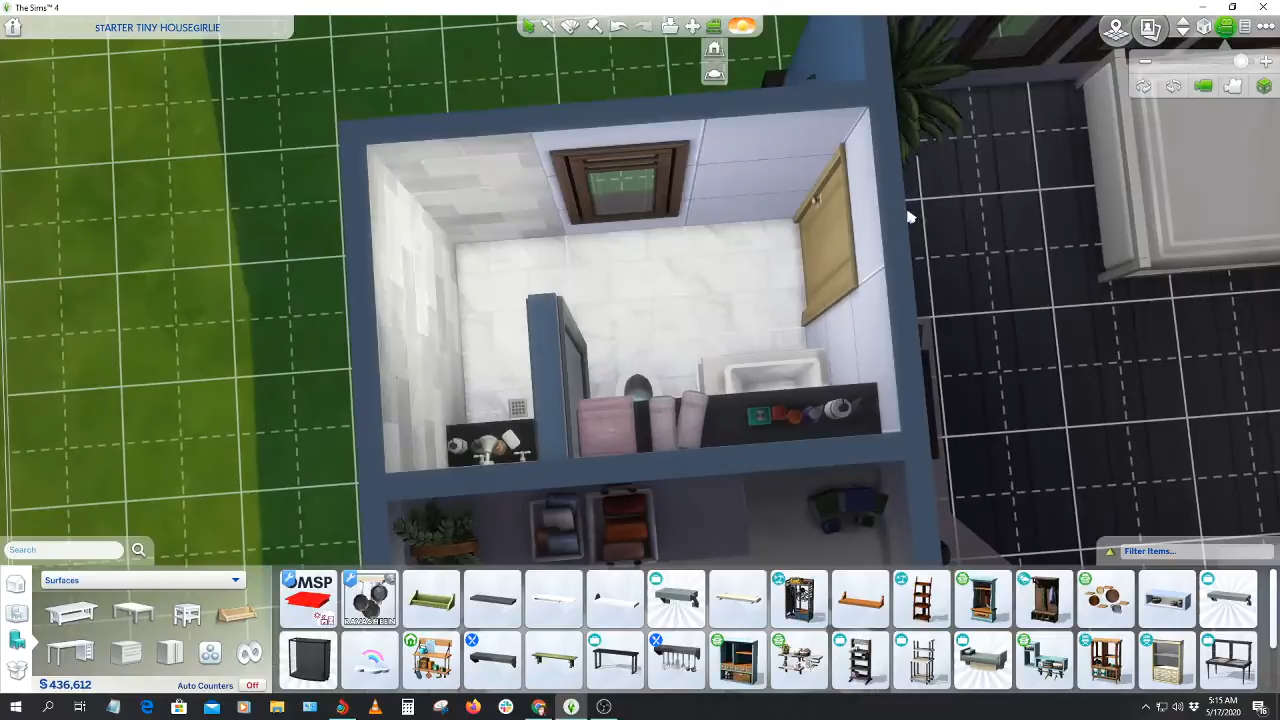 The Sims™ 4
STARTER TINY HOUSEGIRLIE
Search
Filter Items...
Surfaces
MSP
RAVASHEEN
§436,612
Auto Counters
Off
5:15 AM
5/17/2020